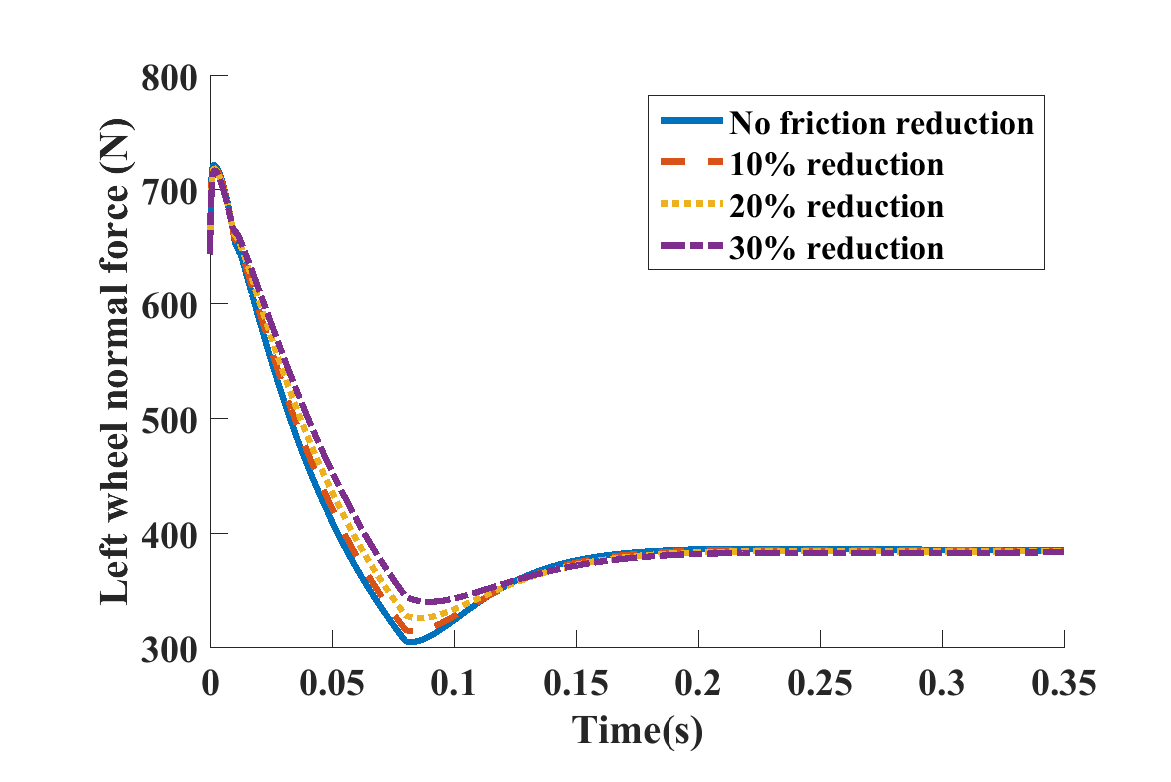 800
700
600
500
400
300
Left wheel normal force (N)
No friction reduction
10% reduction
20% reduction
30% reduction
0 0.05 0.1 0.15 0.2 0.25 0.3 0.35
Time(s)